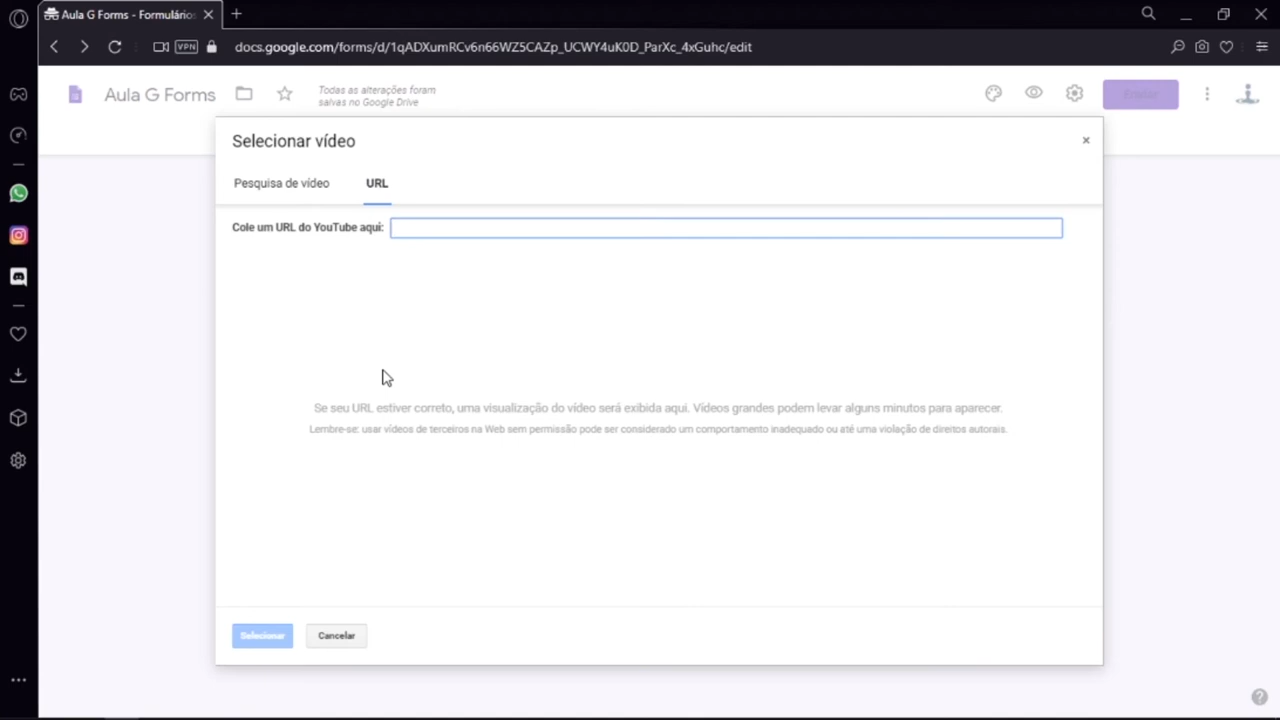 Aula G Forms - Formulários
VPN
docs.google.com/forms/d/1qADXumRCv6n66WZ5CAZp_UCWY4uK0D_ParXc_4xGuhc/edit
Aula G Forms
Todas as alterações foram
salvas no Google Drive
Enviar
Selecionar vídeo
Pesquisa de vídeo
URL
Cole um URL do YouTube aqui:
Se seu URL estiver correto, uma visualização do vídeo será exibida aqui. Vídeos grandes podem levar alguns minutos para aparecer.
Lembre-se: usar vídeos de terceiros na Web sem permissão pode ser considerado um comportamento inadequado ou até uma violação de direitos autorais.
Selecionar
Cancelar